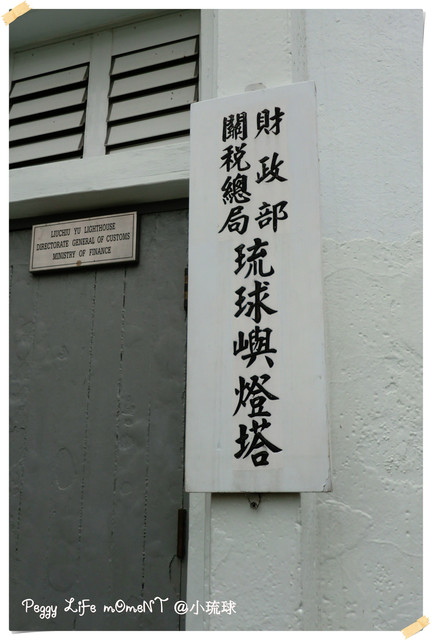 財政部
關税總局
琉球嶼燈塔
LIUCHIU YU LIGHTHOUSE
DIRECTORATE GENERAL OF CUSTOMS
MINISTRY OF FINANCE
Peggy LiFe mOmeNT @小琉球